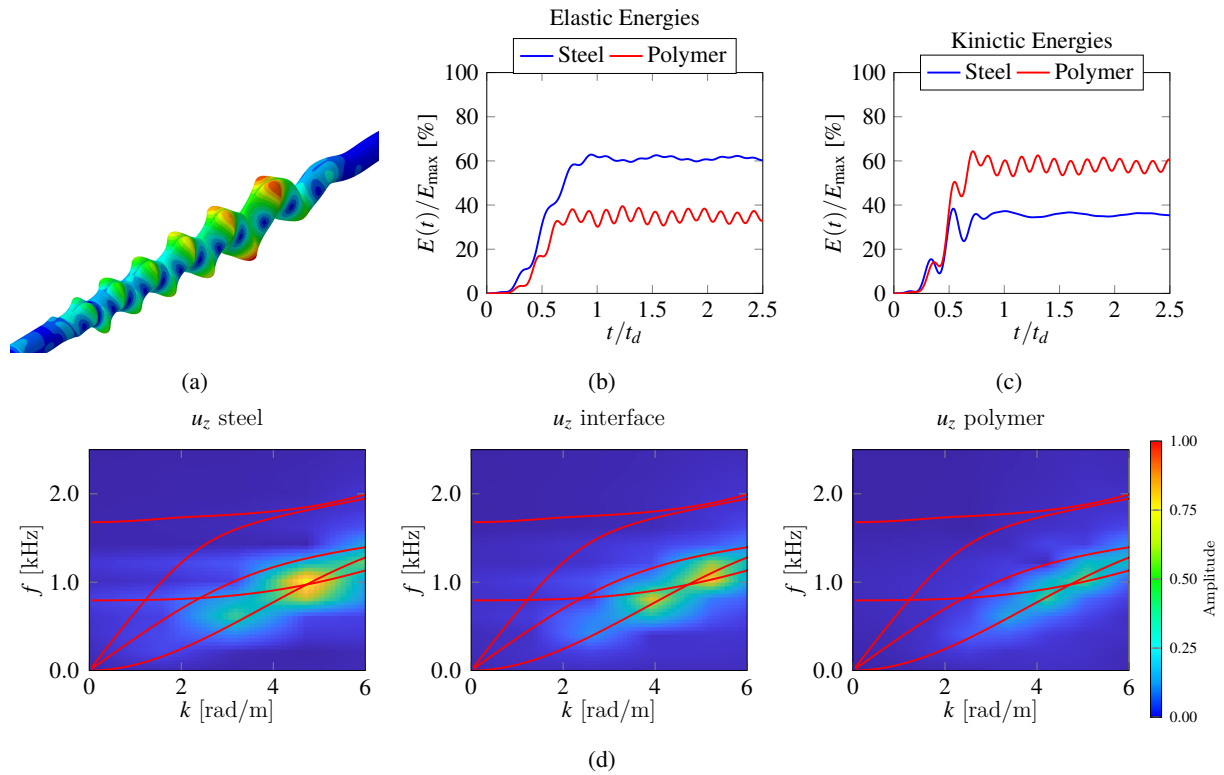 Elastic Energies
Steel Polymer
E(t)/E_max [%]
100
80
60
40
20
0
0 0.5 1 1.5 2 2.5
t/t_d
Kinictic Energies
Steel Polymer
E(t)/E_max [%]
100
80
60
40
20
0
0 0.5 1 1.5 2 2.5
t/t_d
(a)
(b)
(c)
u_z steel
f [kHz]
2.0
1.0
0.0
0 2 4 6
k [rad/m]
u_z interface
f [kHz]
2.0
1.0
0.0
0 2 4 6
k [rad/m]
u_z polymer
f [kHz]
2.0
1.0
0.0
0 2 4 6
k [rad/m]
1.00
0.75
0.50
0.25
0.00
Amplitude
(d)